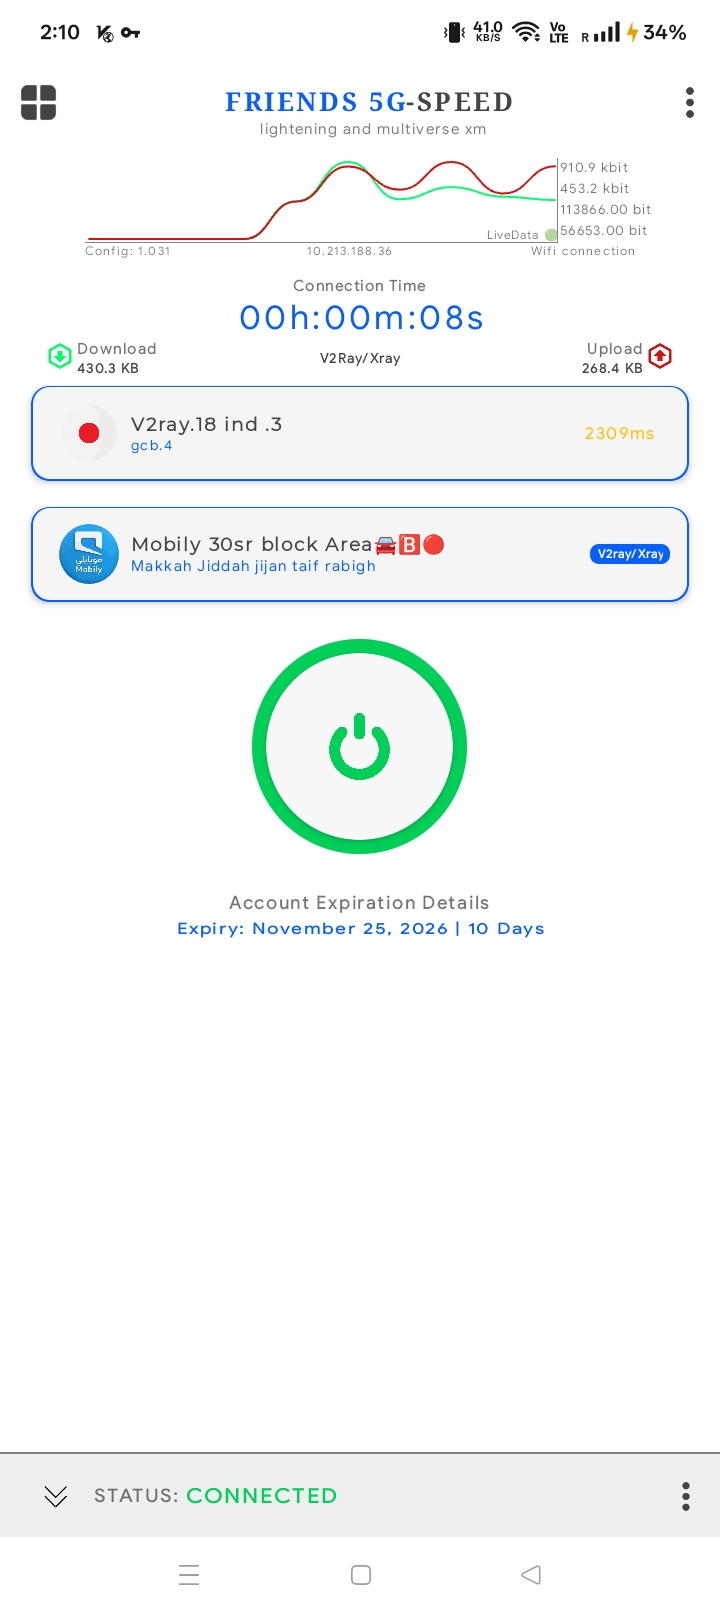 2:10
41.0 KB/S
Vo LTE
R
34%
FRIENDS 5G-SPEED
lightening and multiverse xm
910.9 kbit
453.2 kbit
113866.00 bit
LiveData
56653.00 bit
Config: 1.031
10.213.188.36
Wifi connection
Connection Time
00h:00m:08s
Download
430.3 KB
V2Ray/Xray
Upload
268.4 KB
V2ray.18 ind .3
gcb.4
2309ms
موبايلي
Mobily
Mobily 30sr block Area🚘🅱️🔴
Makkah Jiddah jijan taif rabigh
V2ray/Xray
Account Expiration Details
Expiry: November 25, 2026 | 10 Days
STATUS: CONNECTED